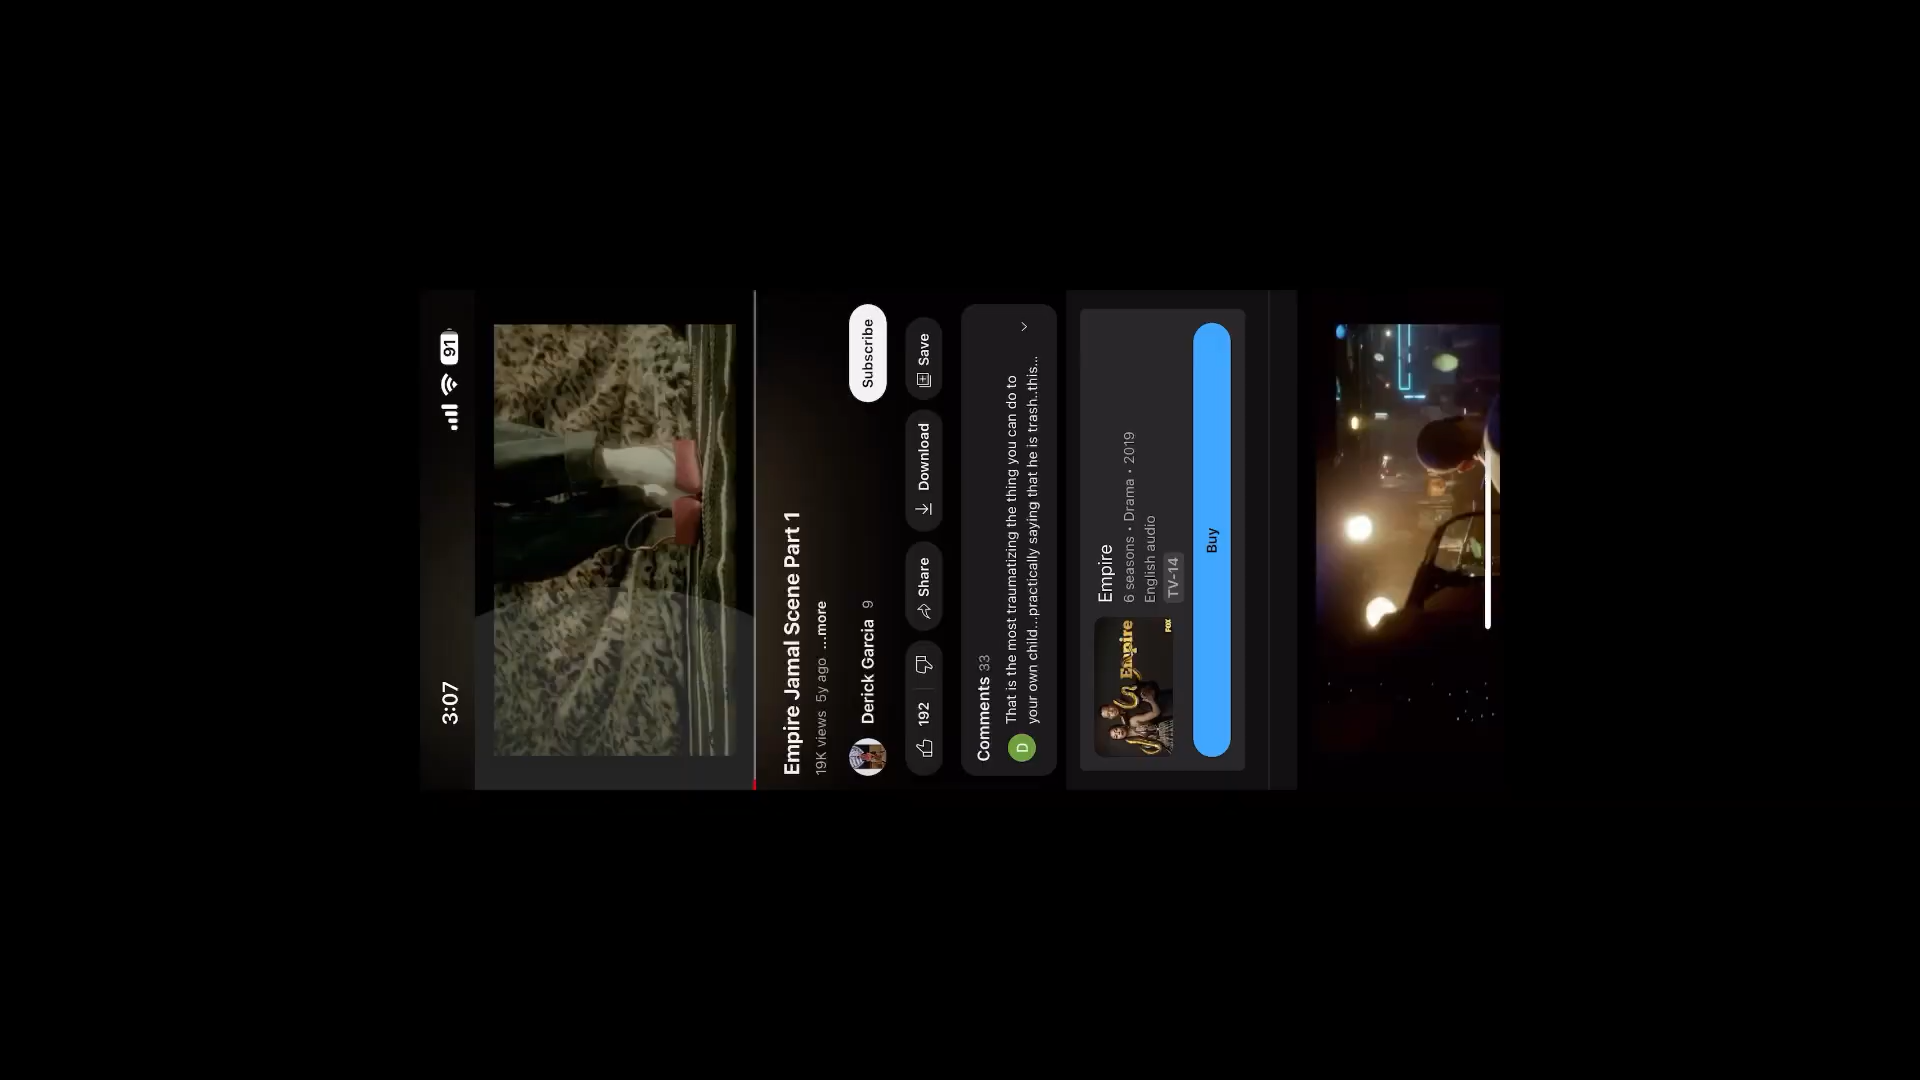 3:07
91
Empire Jamal Scene Part 1
19K views 5y ago ...more
Derick Garcia 9
Subscribe
192
Share
Download
Save
Comments 33
D
That is the most traumatizing the thing you can do to
your own child...practically saying that he is trash..this...
Empire
FOX
Empire
6 seasons • Drama • 2019
English audio
TV-14
Buy